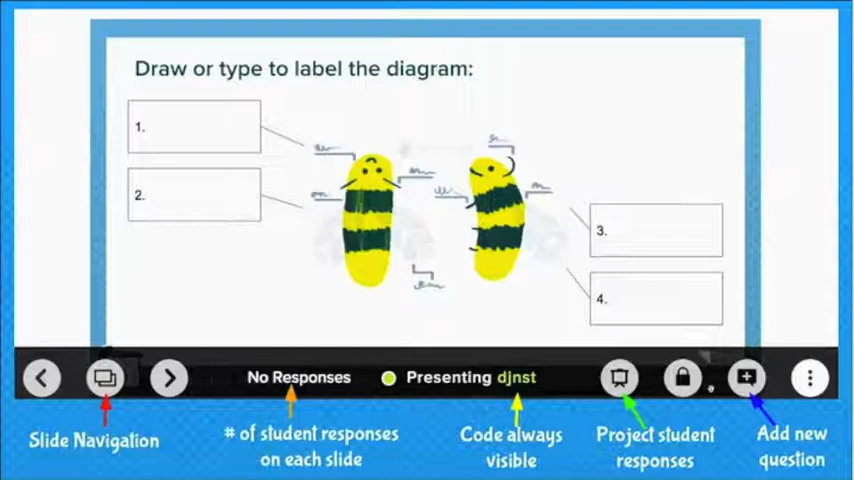 Draw or type to label the diagram:
1.
2.
3.
4.
No Responses
Presenting djnst
Slide Navigation
# of student responses
on each slide
Code always
visible
Project student
responses
Add new
question